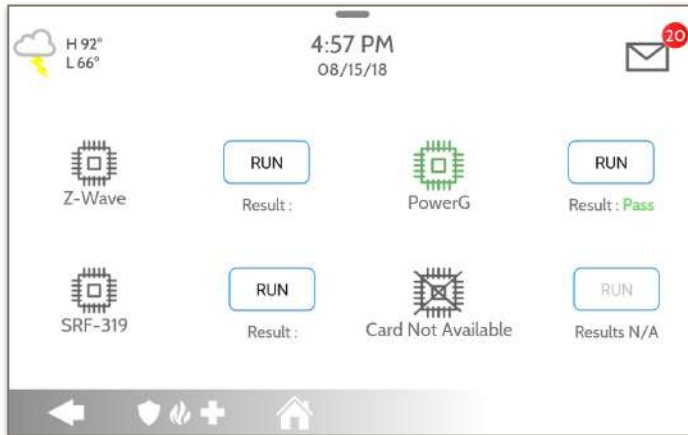 H 92°
L 66°
4:57 PM
08/15/18
20
Z-Wave
RUN
Result :
PowerG
RUN
Result : Pass
SRF-319
RUN
Result :
Card Not Available
RUN
Results N/A